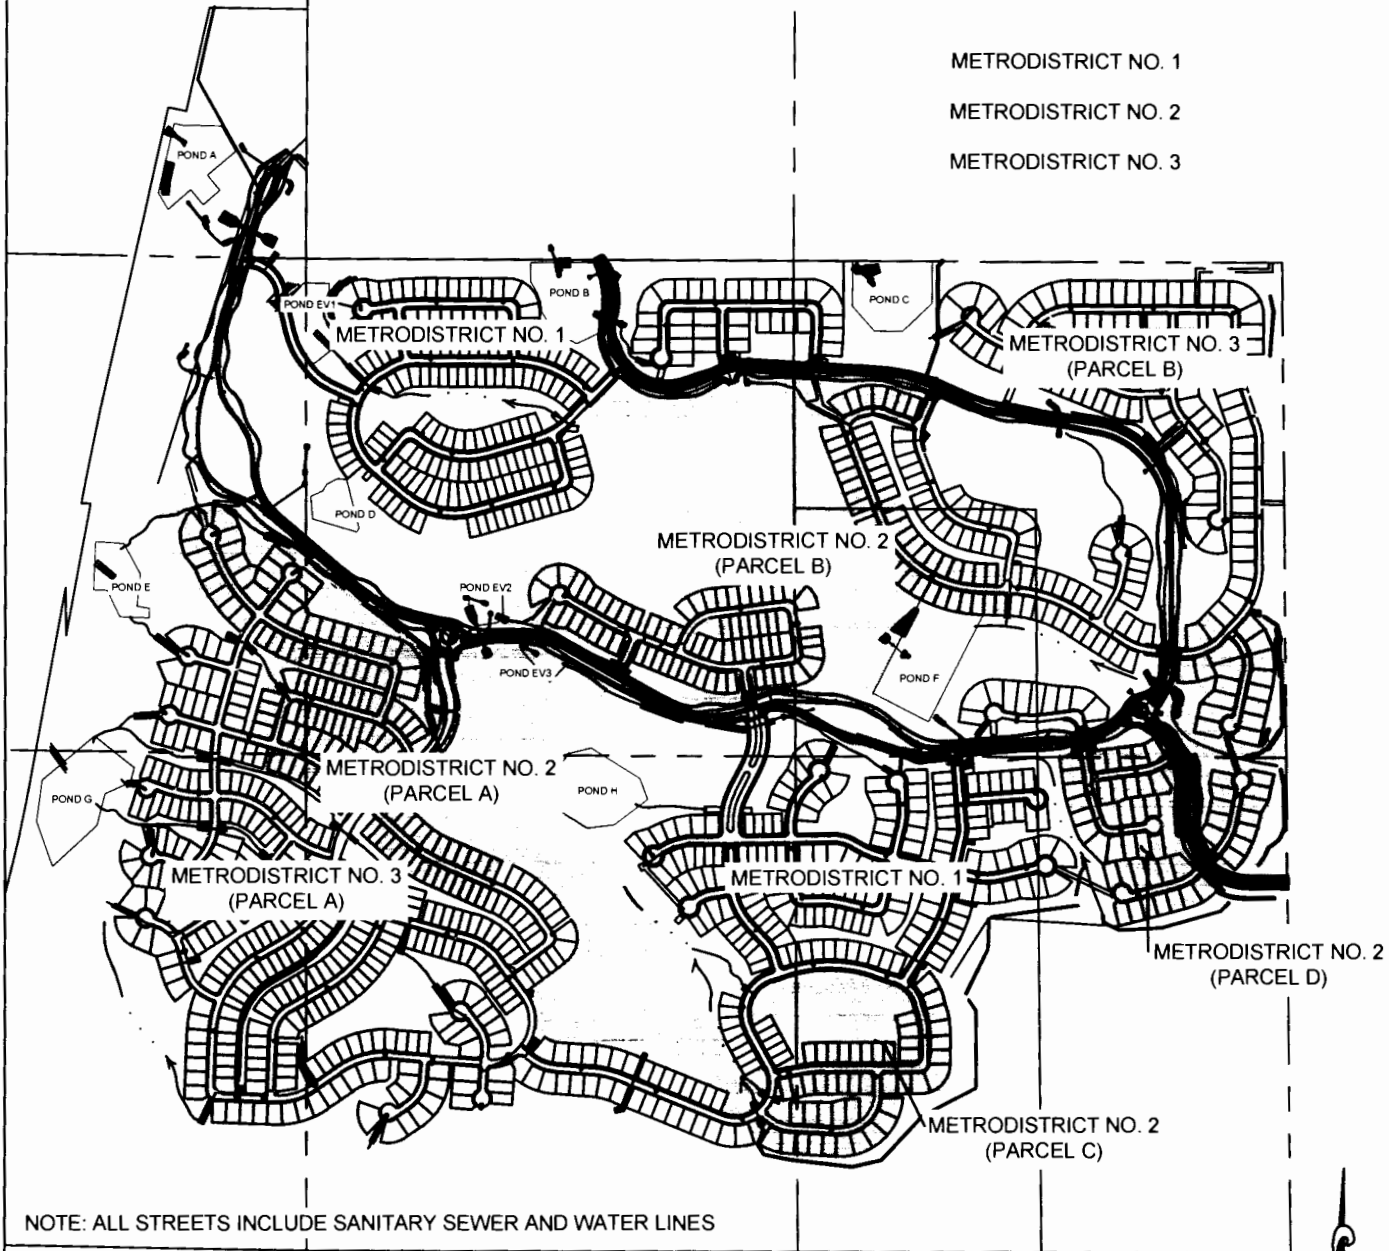 METRODISTRICT NO. 1
METRODISTRICT NO. 2
METRODISTRICT NO. 3
POND A
POND B
POND C
POND EV1
METRODISTRICT NO. 1
METRODISTRICT NO. 3
(PARCEL B)
POND D
METRODISTRICT NO. 2
(PARCEL B)
POND E
POND EV2
POND EV3
POND F
METRODISTRICT NO. 2
(PARCEL A)
POND G
POND H
METRODISTRICT NO. 3
(PARCEL A)
METRODISTRICT NO. 1
METRODISTRICT NO. 2
(PARCEL D)
METRODISTRICT NO. 2
(PARCEL C)
NOTE: ALL STREETS INCLUDE SANITARY SEWER AND WATER LINES